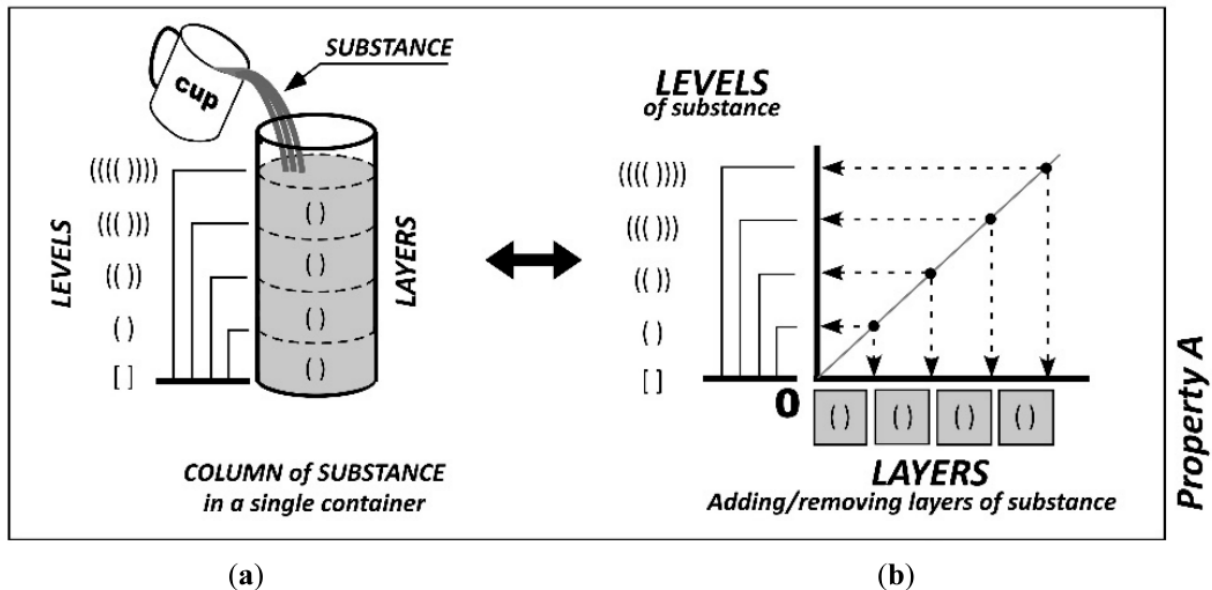 SUBSTANCE
cup
(((( ))))
((( )))
(( ))
( )
[ ]
LEVELS
( )
( )
( )
( )
LAYERS
COLUMN of SUBSTANCE
in a single container
LEVELS
of substance
(((( ))))
((( )))
(( ))
( )
[ ]
0
( ) ( ) ( ) ( )
LAYERS
Adding/removing layers of substance
Property A
(a) (b)